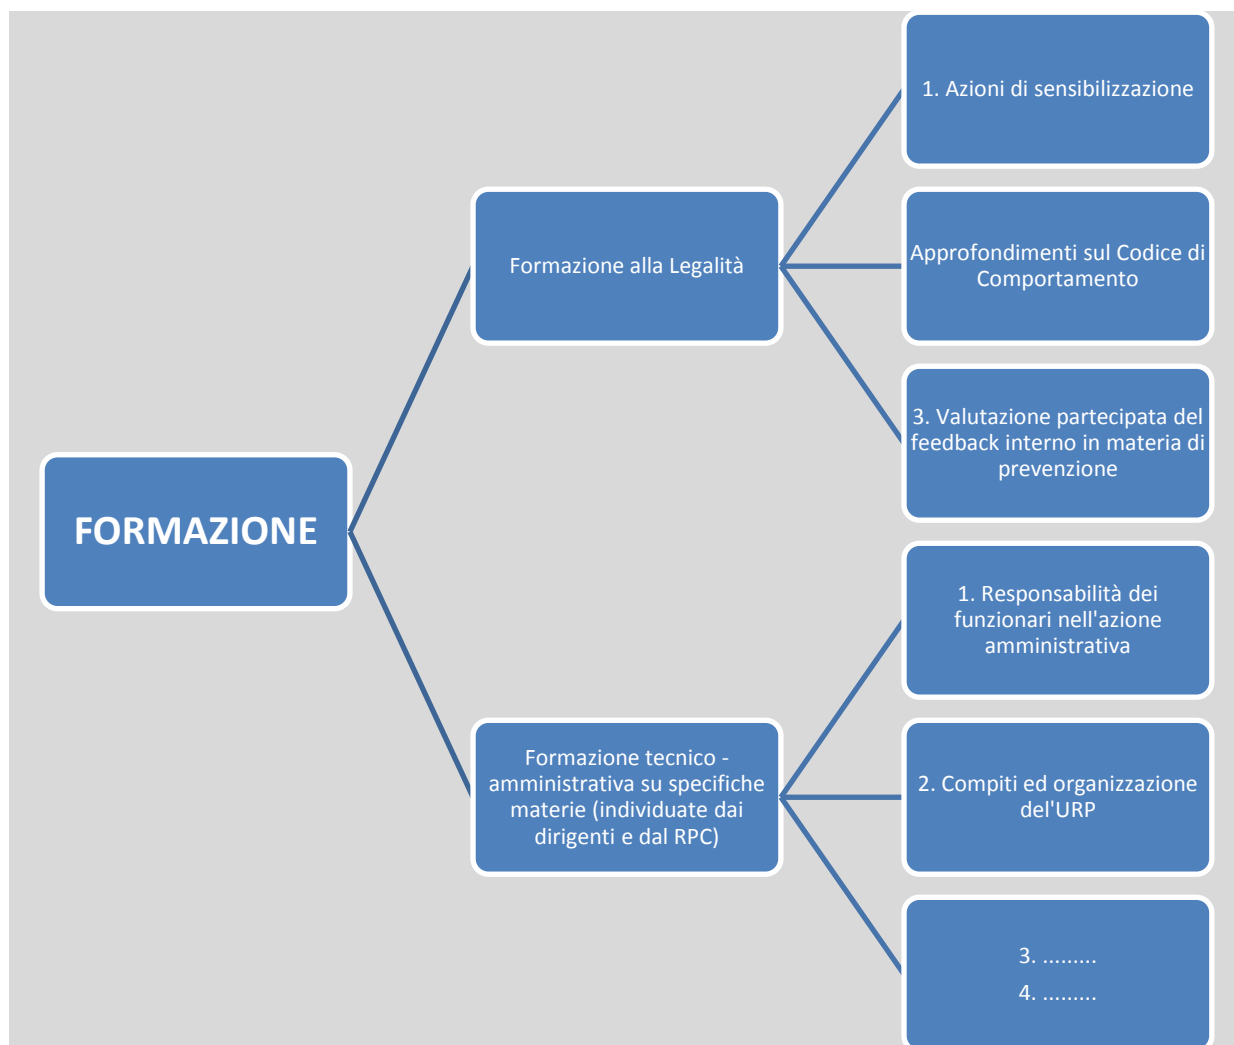 FORMAZIONE
Formazione alla Legalità
1. Azioni di sensibilizzazione
Approfondimenti sul Codice di
Comportamento
3. Valutazione partecipata del
feedback interno in materia di
prevenzione
Formazione tecnico -
amministrativa su specifiche
materie (individuate dai
dirigenti e dal RPC)
1. Responsabilità dei
funzionari nell'azione
amministrativa
2. Compiti ed organizzazione
del'URP
3. .........
4. .........